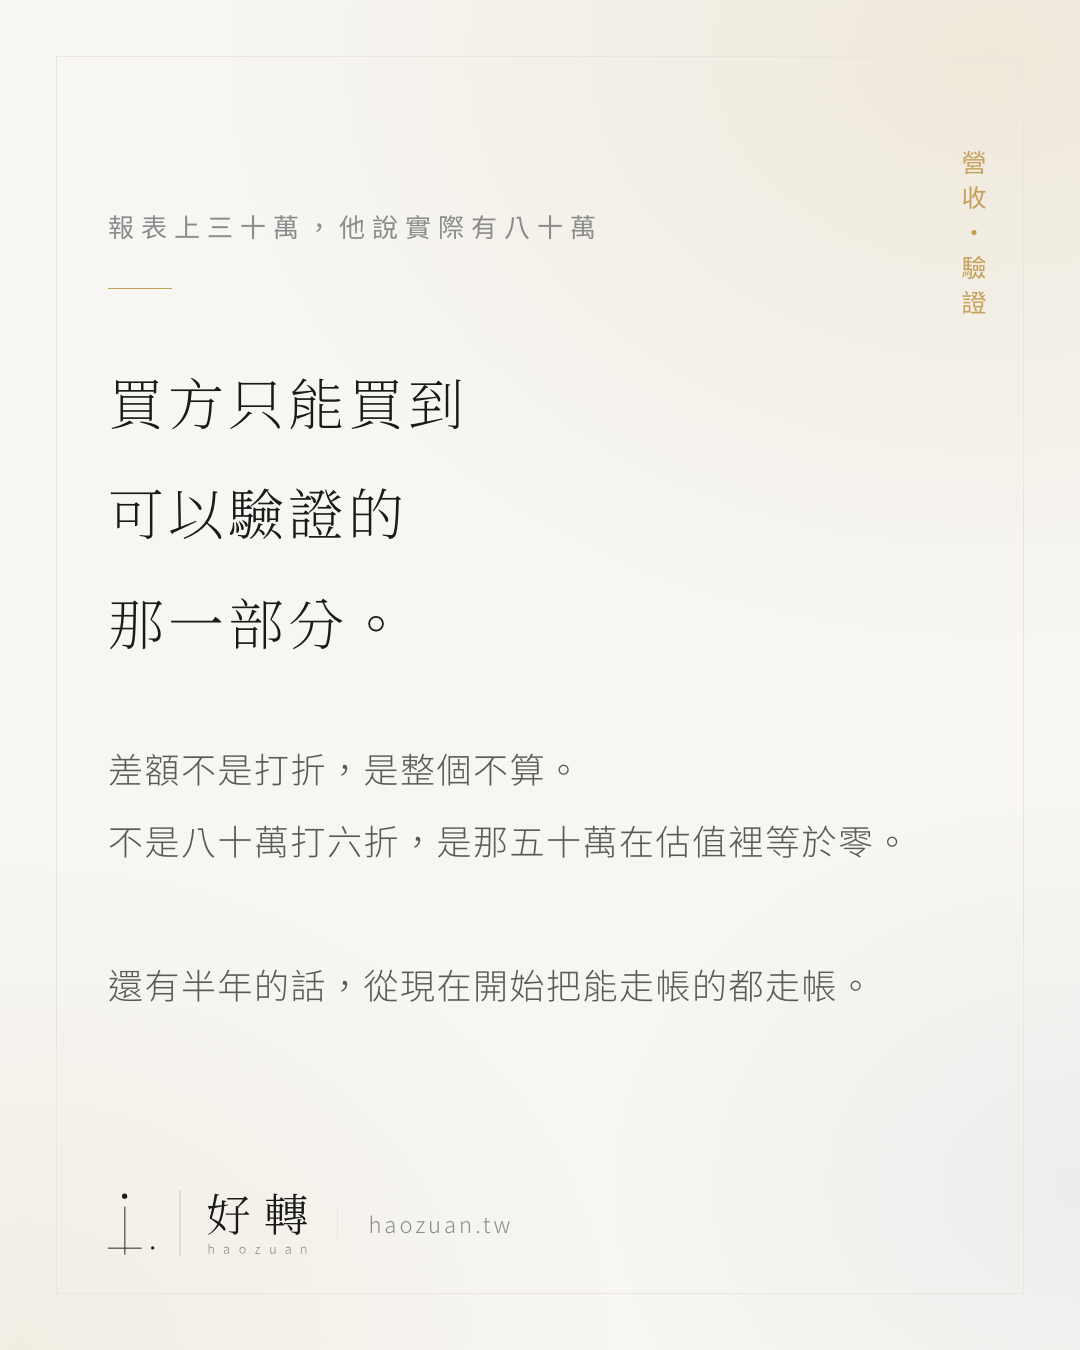 營收・驗證
報表上三十萬，他說實際有八十萬
買方只能買到
可以驗證的
那一部分。
差額不是打折，是整個不算。
不是八十萬打六折，是那五十萬在估值裡等於零。
還有半年的話，從現在開始把能走帳的都走帳。
好轉
haozuan
haozuan.tw